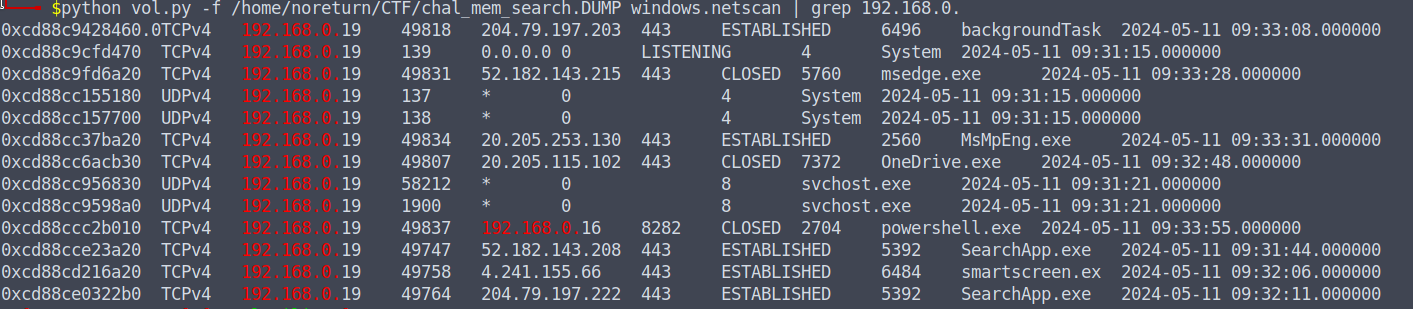 $python vol.py -f /home/noreturn/CTF/chal_mem_search.DUMP windows.netscan | grep 192.168.0.
0xcd88c9428460.0TCPv4 192.168.0.19 49818 204.79.197.203 443 ESTABLISHED 6496 backgroundTask 2024-05-11 09:33:08.000000
0xcd88c9cfd470 TCPv4 192.168.0.19 139 0.0.0.0 0 LISTENING 4 System 2024-05-11 09:31:15.000000
0xcd88c9fd6a20 TCPv4 192.168.0.19 49831 52.182.143.215 443 CLOSED 5760 msedge.exe 2024-05-11 09:33:28.000000
0xcd88cc155180 UDPv4 192.168.0.19 137 * 0 4 System 2024-05-11 09:31:15.000000
0xcd88cc157700 UDPv4 192.168.0.19 138 * 0 4 System 2024-05-11 09:31:15.000000
0xcd88cc37ba20 TCPv4 192.168.0.19 49834 20.205.253.130 443 ESTABLISHED 2560 MsMpEng.exe 2024-05-11 09:33:31.000000
0xcd88cc6acb30 TCPv4 192.168.0.19 49807 20.205.115.102 443 CLOSED 7372 OneDrive.exe 2024-05-11 09:32:48.000000
0xcd88cc956830 UDPv4 192.168.0.19 58212 * 0 8 svchost.exe 2024-05-11 09:31:21.000000
0xcd88cc9598a0 UDPv4 192.168.0.19 1900 * 0 8 svchost.exe 2024-05-11 09:31:21.000000
0xcd88ccc2b010 TCPv4 192.168.0.19 49837 192.168.0.16 8282 CLOSED 2704 powershell.exe 2024-05-11 09:33:55.000000
0xcd88cce23a20 TCPv4 192.168.0.19 49747 52.182.143.208 443 ESTABLISHED 5392 SearchApp.exe 2024-05-11 09:31:44.000000
0xcd88cd216a20 TCPv4 192.168.0.19 49758 4.241.155.66 443 ESTABLISHED 6484 smartscreen.ex 2024-05-11 09:32:06.000000
0xcd88ce0322b0 TCPv4 192.168.0.19 49764 204.79.197.222 443 ESTABLISHED 5392 SearchApp.exe 2024-05-11 09:32:11.000000